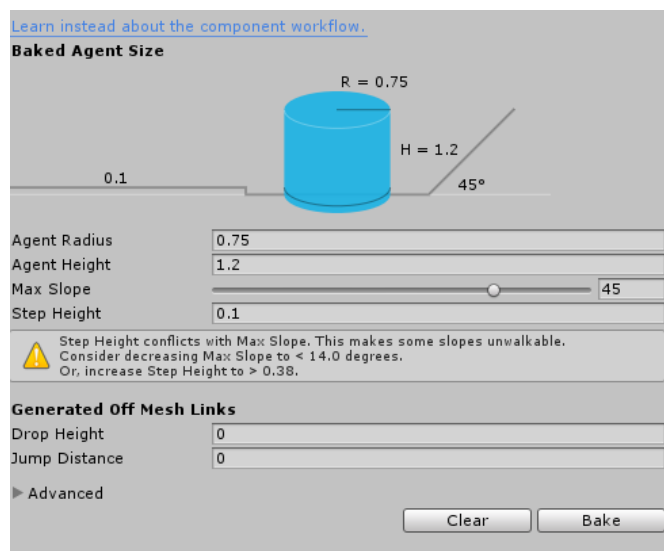 Learn instead about the component workflow.
Baked Agent Size
R = 0.75
H = 1.2
0.1
45°
Agent Radius 0.75
Agent Height 1.2
Max Slope 45
Step Height 0.1
Step Height conflicts with Max Slope. This makes some slopes unwalkable.
Consider decreasing Max Slope to < 14.0 degrees.
Or, increase Step Height to > 0.38.
Generated Off Mesh Links
Drop Height 0
Jump Distance 0
Advanced
Clear Bake